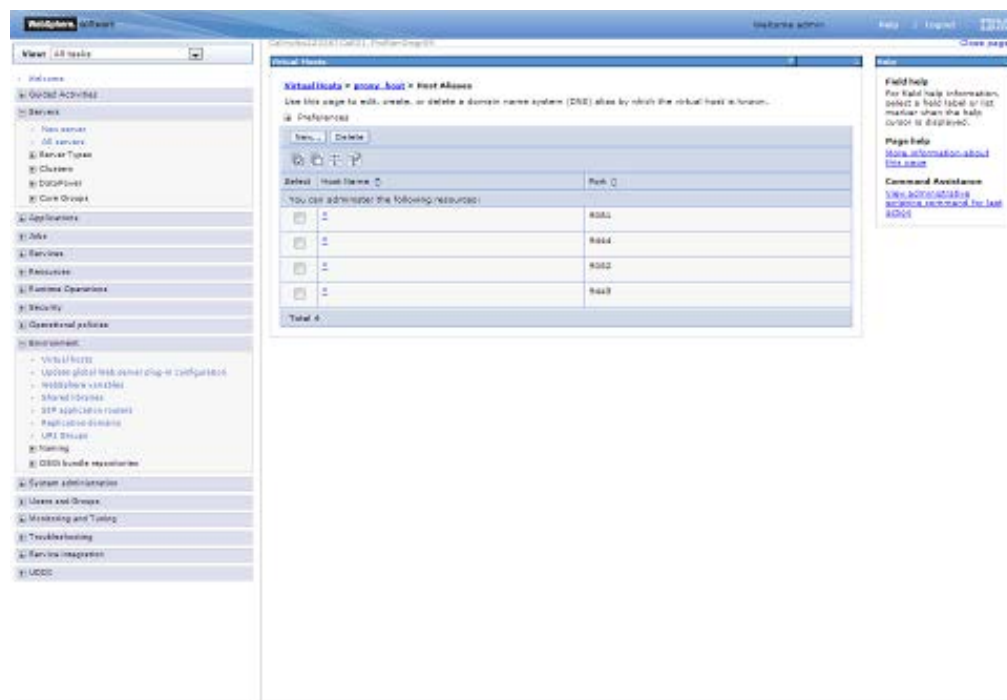 WebSphere. software
Welcome admin
Help | Logout
IBM
View: All tasks
Close page
Welcome
Guided Activities
Servers
New server
All servers
Server Types
Clusters
DataPower
Core Groups
Applications
Jobs
Services
Resources
Runtime Operations
Security
Operational policies
Environment
Virtual hosts
Update global Web server plug-in configuration
WebSphere variables
Shared libraries
SIP application routers
Replication domains
URI Groups
Naming
OSGi bundle repositories
System administration
Users and Groups
Monitoring and Tuning
Troubleshooting
Service integration
UDDI
Virtual Hosts
Virtual Hosts > proxy_host > Host Aliases
Use this page to edit, create, or delete a domain name system (DNS) alias by which the virtual host is known.
Preferences
New... Delete
Select Host Name Port
You can administer the following resources:
*
*
*
*
Total 4
Help
Field help
For field help information,
select a field label or list
marker when the help
cursor is displayed.
Page help
More information about
this page
Command Assistance
View administrative
scripting command for last
action